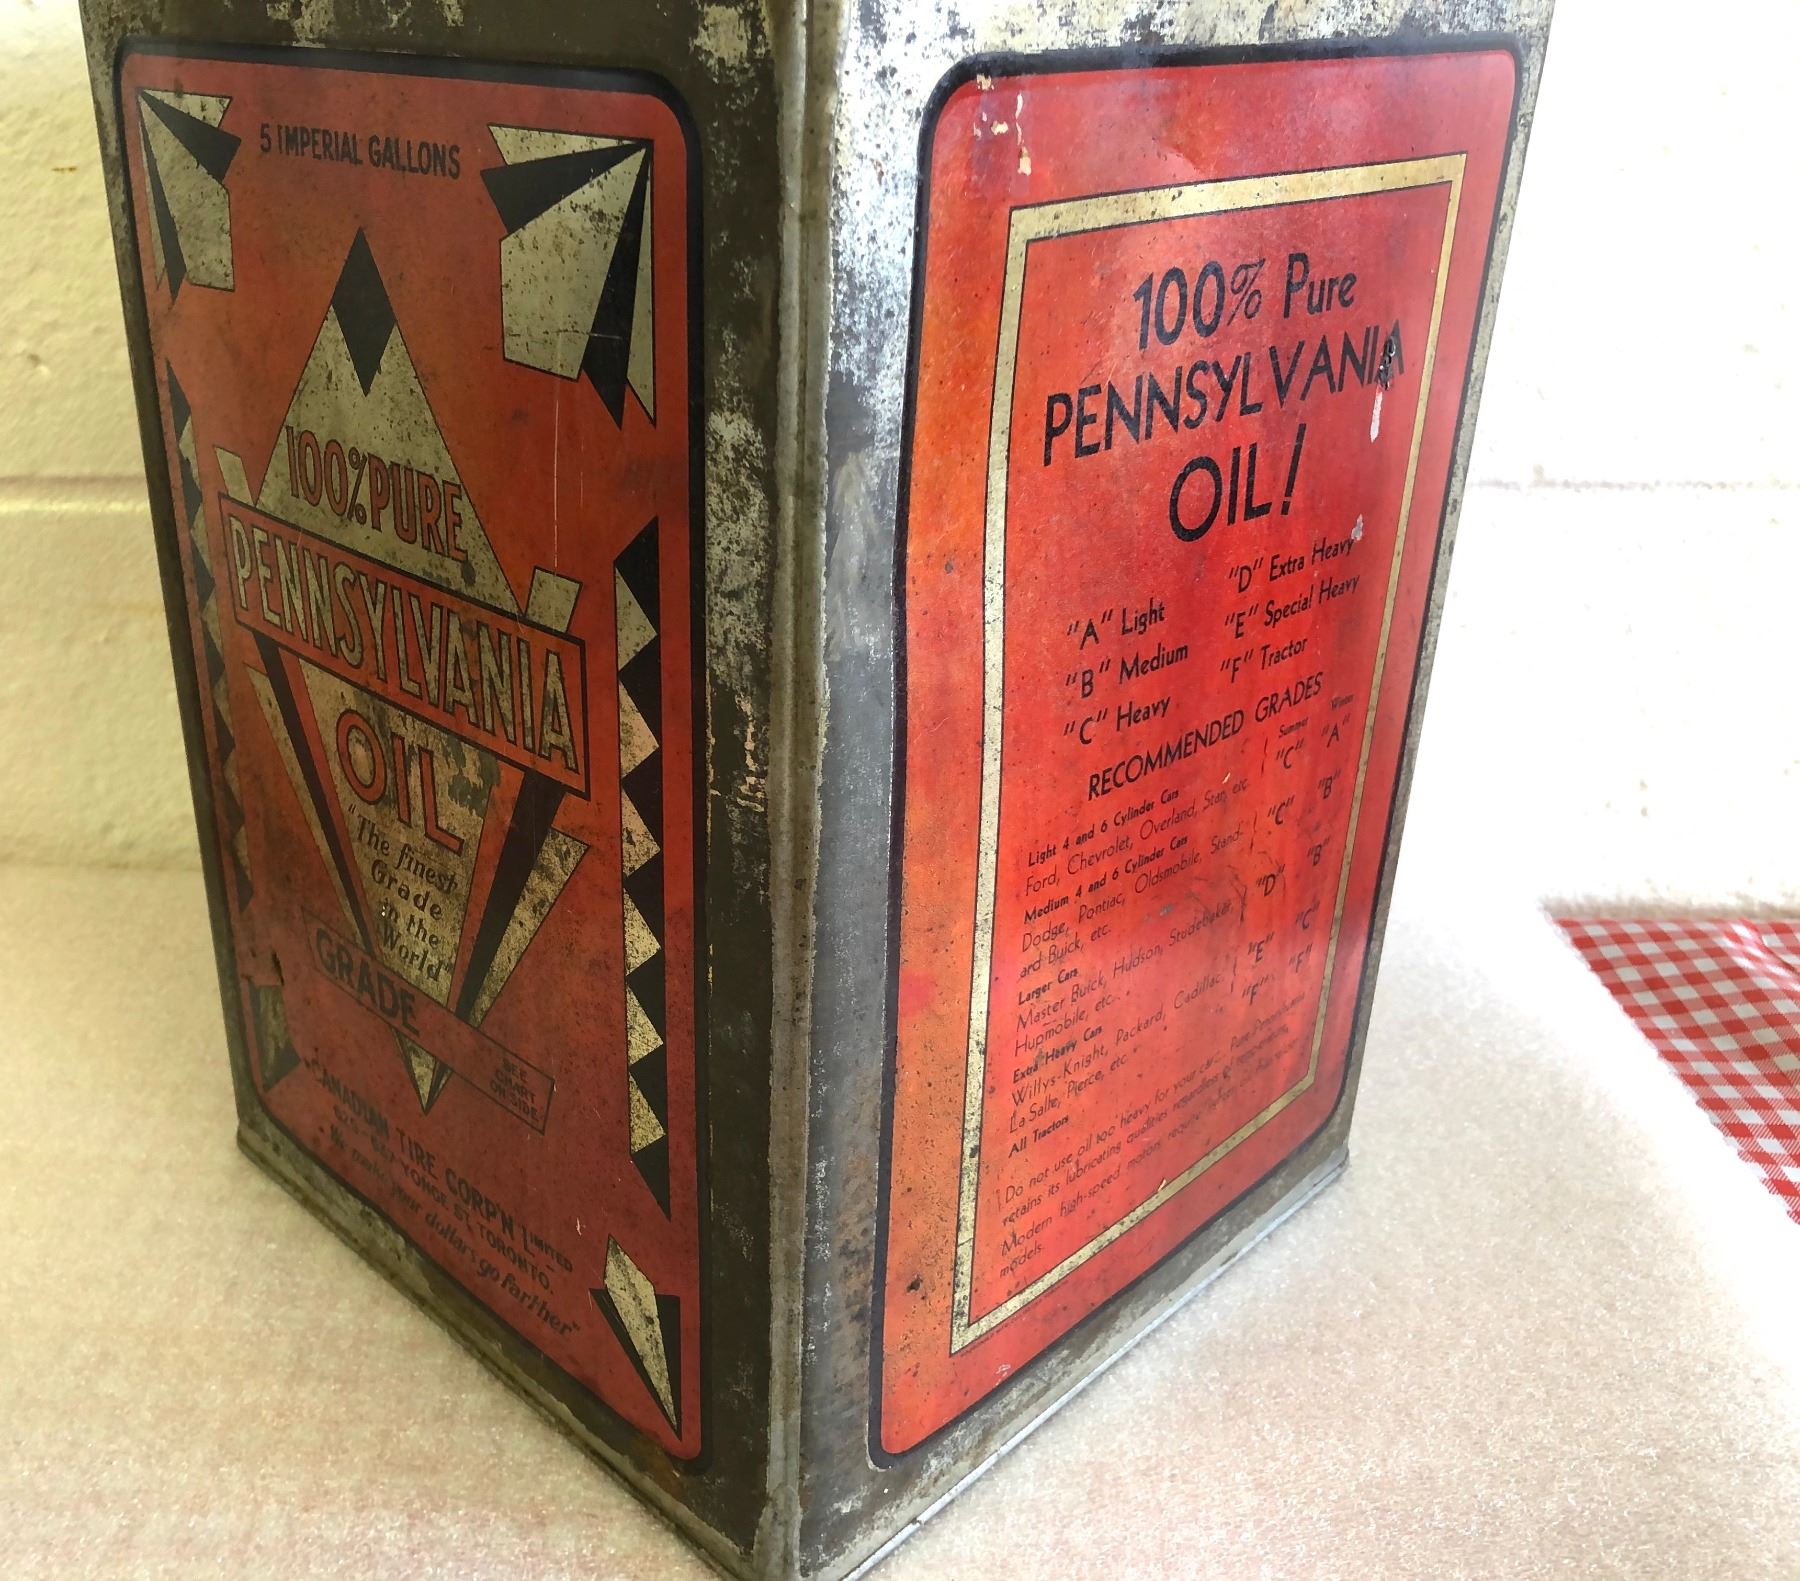 5 IMPERIAL GALLONS
100% PURE
PENNSYLVANIA
OIL
"The finest
Grade
in the
World"
GRADE
SEE
CHART
ON SIDE
CANADIAN TIRE CORP'N LIMITED
YONGE ST. TORONTO.
We make your dollars go farther"
100% Pure
PENNSYLVANIA
OIL!
"A" Light "D" Extra Heavy
"B" Medium "E" Special Heavy
"C" Heavy "F" Tractor
RECOMMENDED GRADES
Summer Winter
Light 4 and 6 Cylinder Cars
Ford, Chevrolet, Overland, Star, etc. "C" "A"
Medium 4 and 6 Cylinder Cars
Dodge, Pontiac, Oldsmobile, Stand- "C" "B"
ard Buick, etc.
Larger Cars
Master Buick, Hudson, Studebaker, "D" "B"
Hupmobile, etc.
Extra Heavy Cars
Willys-Knight, Packard, Cadillac, "E" "C"
La Salle, Pierce, etc.
All Tractors "F" "F"
Do not use oil too heavy for your car. Pure Pennsylvania
retains its lubricating qualities regardless of
Modern high-speed motors require
models.